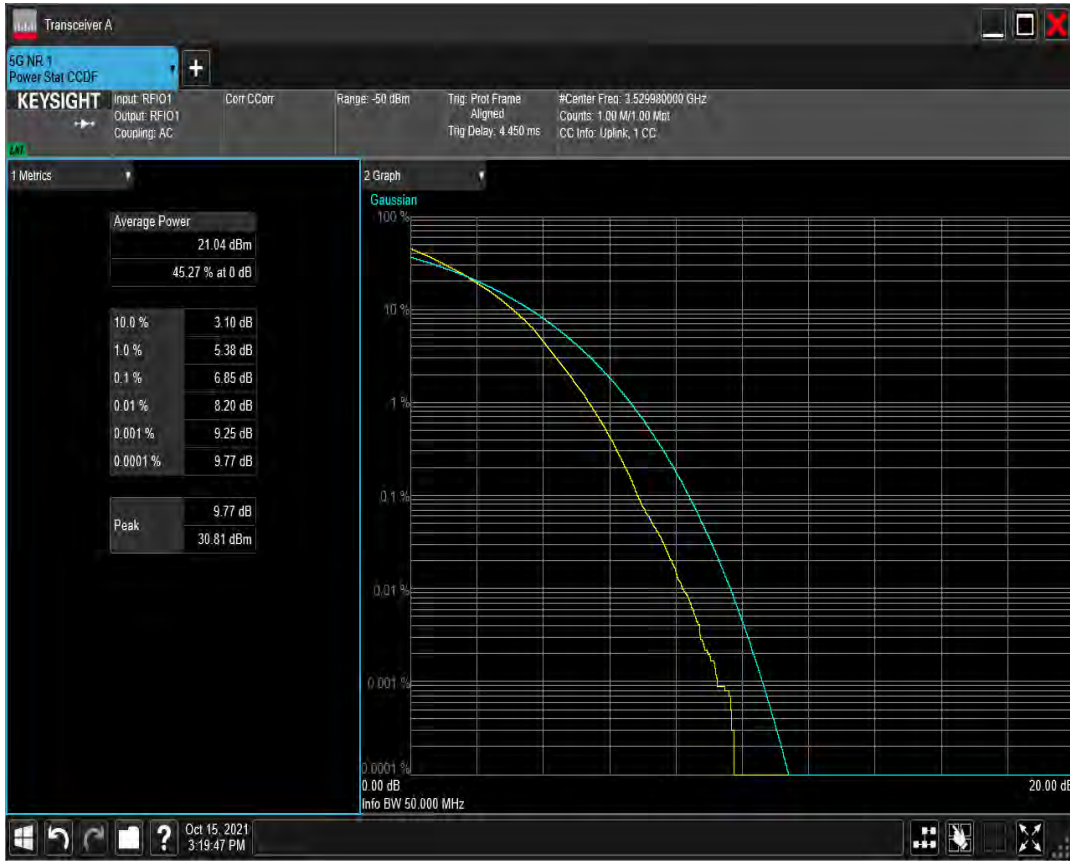 Transceiver A
5G NR 1
Power Stat CCDF
+
KEYSIGHT
Input: RFIO1
Output: RFIO1
Coupling: AC
Corr CCorr
Range: -50 dBm
Trig: Prot Frame
Aligned
Trig Delay: 4.450 ms
#Center Freq: 3.529980000 GHz
Counts: 1.00 M/1.00 Mpt
CC Info: Uplink, 1 CC
1 Metrics
Average Power
21.04 dBm
45.27 % at 0 dB
10.0 % 3.10 dB
1.0 % 5.38 dB
0.1 % 6.85 dB
0.01 % 8.20 dB
0.001 % 9.25 dB
0.0001 % 9.77 dB
Peak
9.77 dB
30.81 dBm
2 Graph
Gaussian
100 %
10 %
1 %
0.1 %
0.01 %
0.001 %
0.0001 %
0.00 dB 20.00 dB
Info BW 50.000 MHz
?
Oct 15, 2021
3:19:47 PM